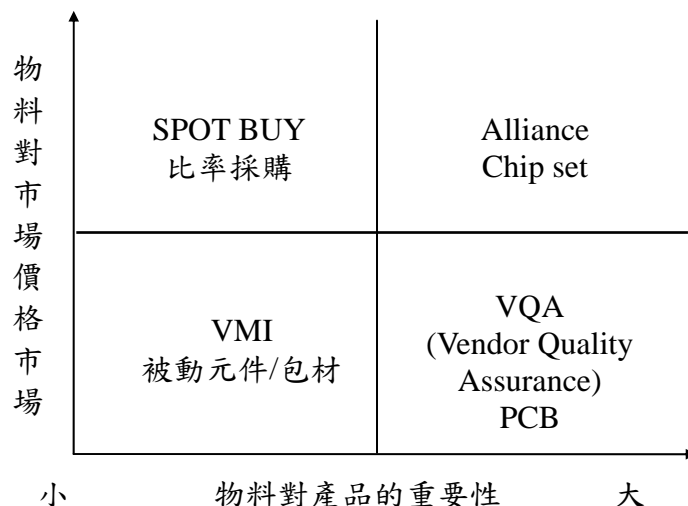 物料對市場價格市場
SPOT BUY
比率採購
Alliance
Chip set
VMI
被動元件/包材
VQA
(Vendor Quality
Assurance)
PCB
小
物料對產品的重要性
大